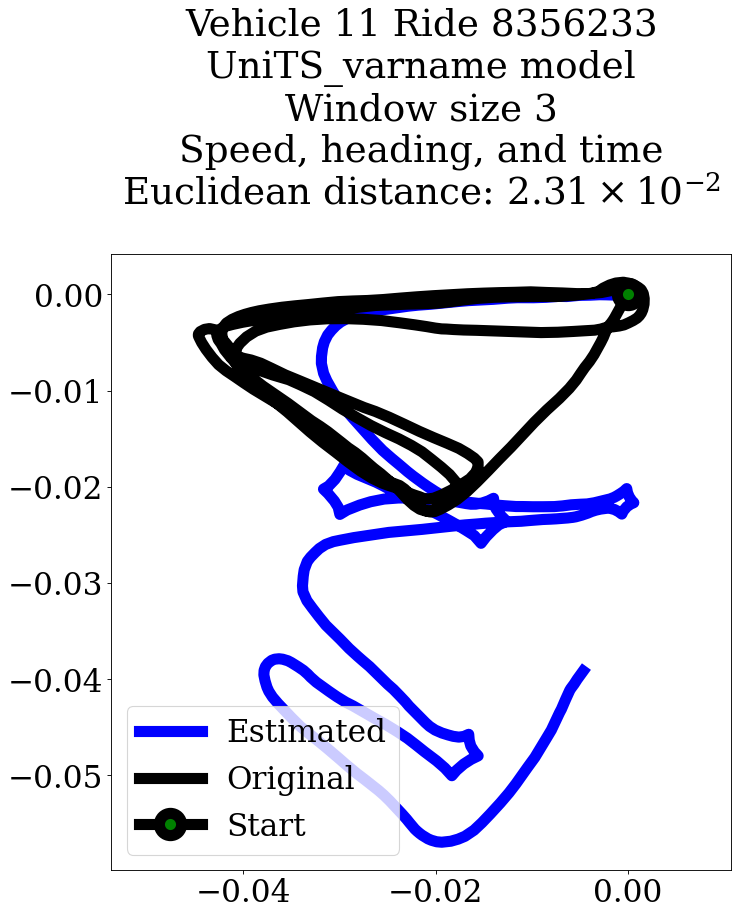 Vehicle 11 Ride 8356233
UniTS_varname model
Window size 3
Speed, heading, and time
Euclidean distance: 2.31 × 10⁻²
0.00
−0.01
−0.02
−0.03
−0.04
−0.05
Estimated
Original
Start
−0.04
−0.02
0.00